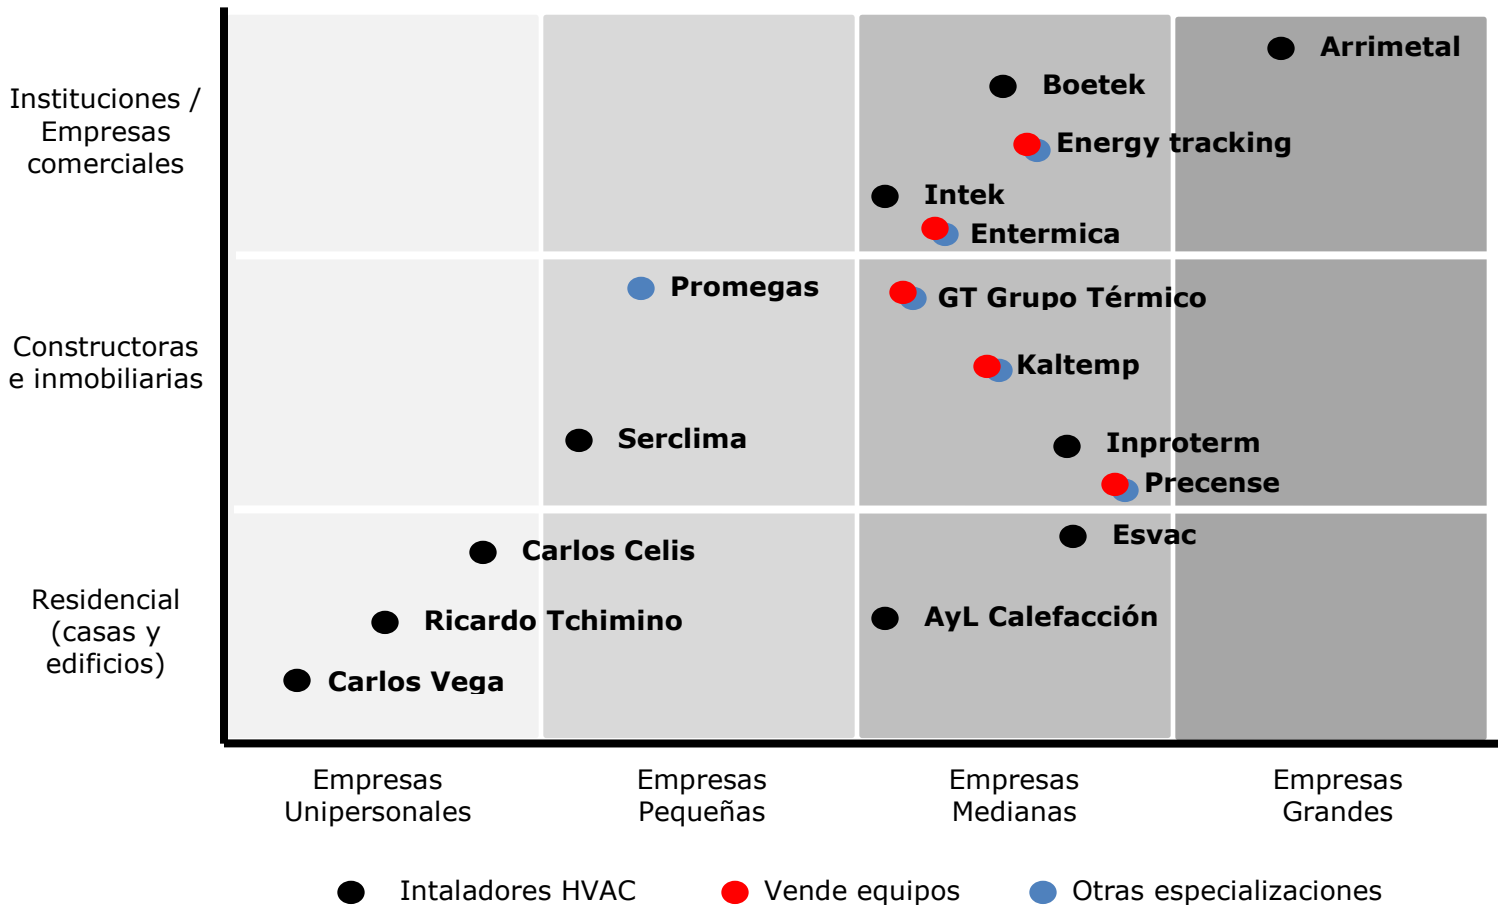 Arrimetal
Boetek
Instituciones /
Empresas
comerciales
Energy tracking
Intek
Entermica
Promegas
GT Grupo Térmico
Constructoras
e inmobiliarias
Kaltemp
Serclima
Inproterm
Precense
Esvac
Carlos Celis
Residencial
(casas y
edificios)
Ricardo Tchimino
AyL Calefacción
Carlos Vega
Empresas
Unipersonales
Empresas
Pequeñas
Empresas
Medianas
Empresas
Grandes
Intaladores HVAC
Vende equipos
Otras especializaciones